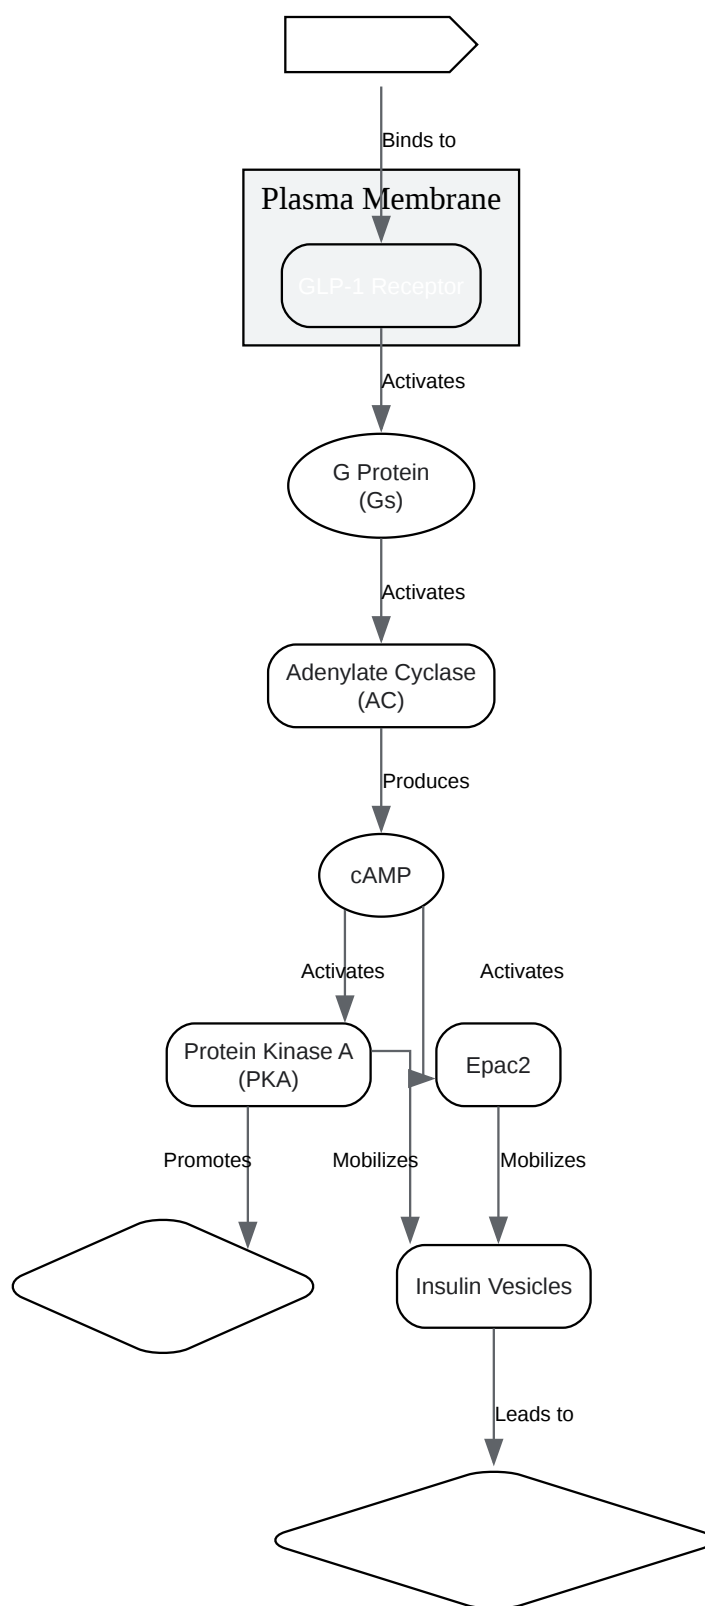 Binds to
Plasma Membrane
GLP-1 Receptor
Activates
G Protein
(Gs)
Activates
Adenylate Cyclase
(AC)
Produces
cAMP
Activates
Activates
Protein Kinase A
(PKA)
Epac2
Promotes
Mobilizes
Mobilizes
Insulin Vesicles
Leads to